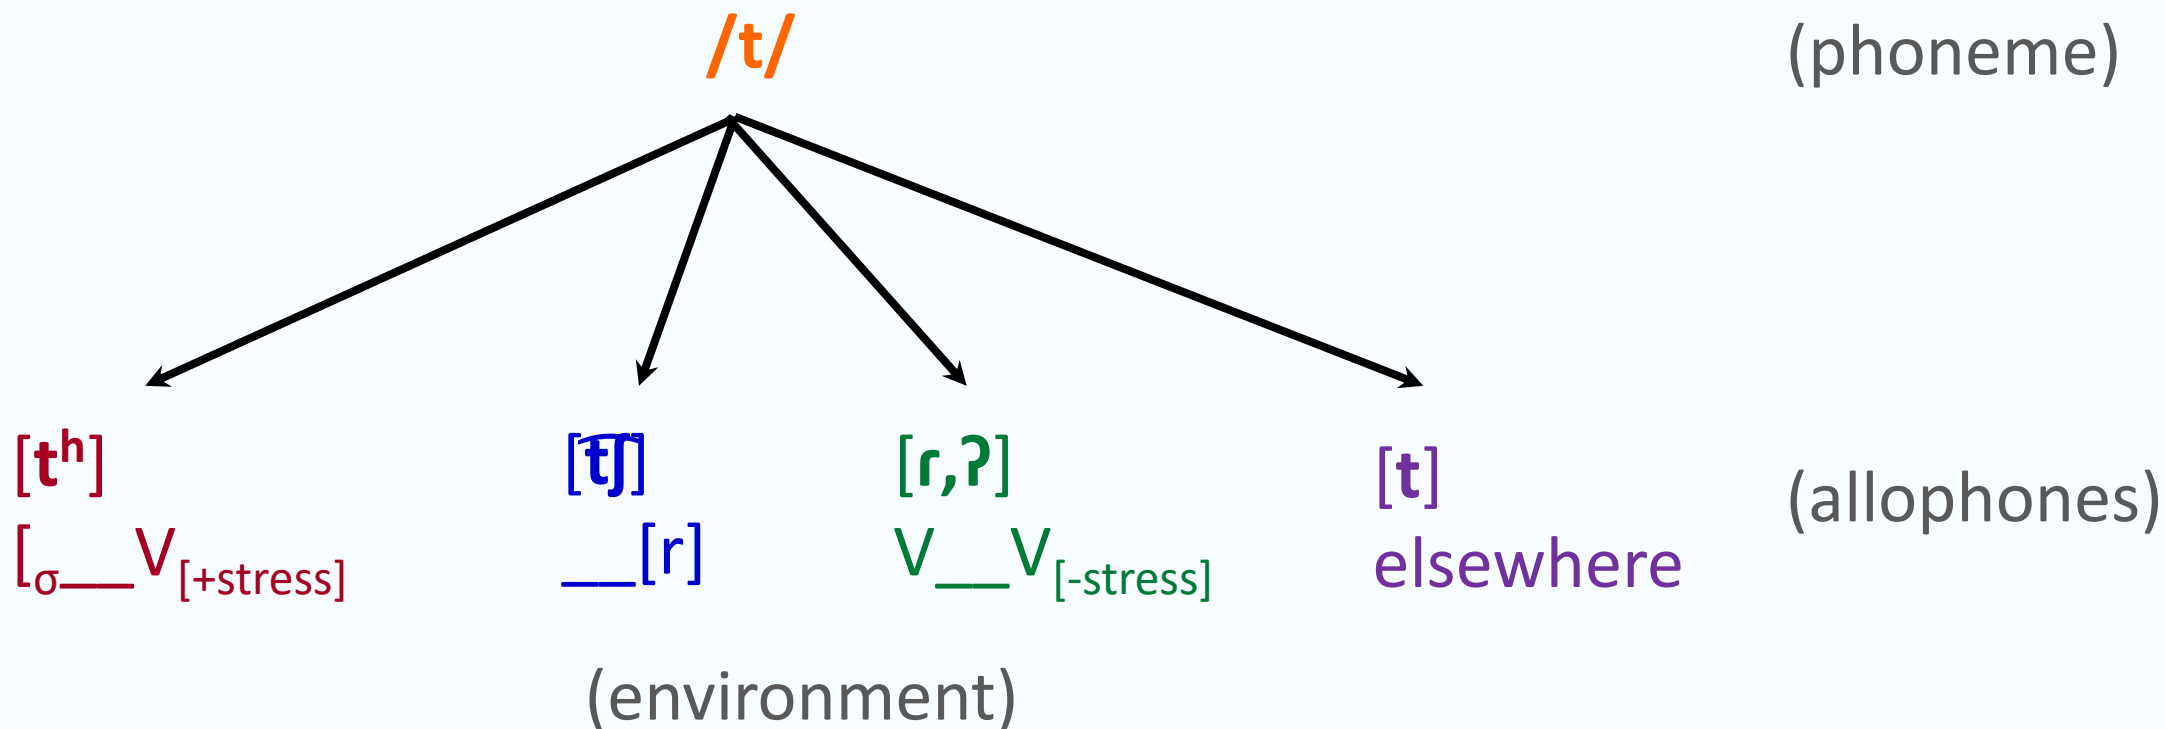 /t/ (phoneme)
[tʰ] [t͡ʃ] [ɾ,ʔ] [t] (allophones)
[σ__V[+stress] __[r] V__V[-stress] elsewhere
(environment)